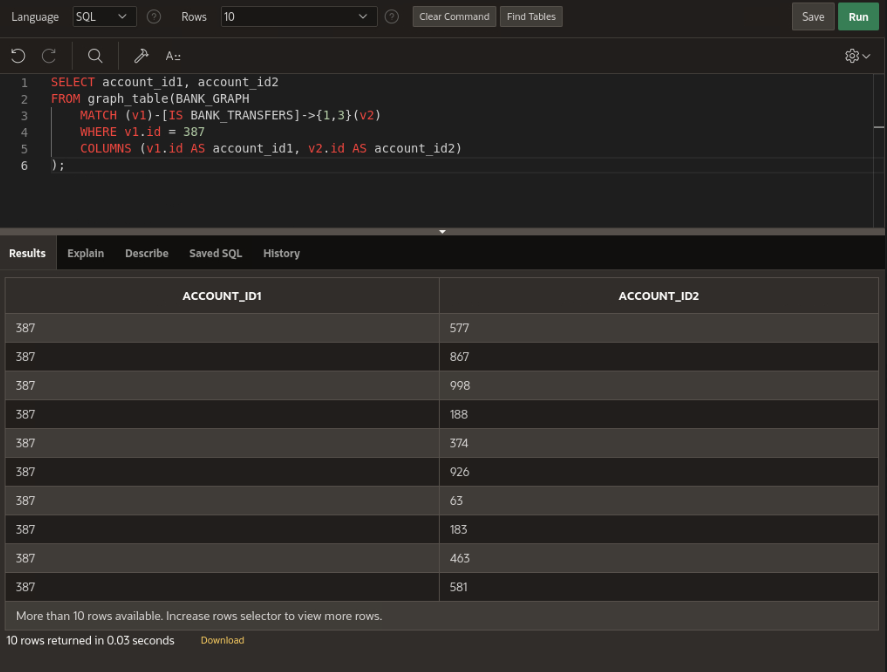 Language SQL Rows 10 Clear Command Find Tables Save Run
A::
1 SELECT account_id1, account_id2
2 FROM graph_table(BANK_GRAPH
3 MATCH (v1)-[IS BANK_TRANSFERS]->{1,3}(v2)
4 WHERE v1.id = 387
5 COLUMNS (v1.id AS account_id1, v2.id AS account_id2)
6 );
Results Explain Describe Saved SQL History
ACCOUNT_ID1 ACCOUNT_ID2
387 577
387 867
387 998
387 188
387 374
387 926
387 63
387 183
387 463
387 581
More than 10 rows available. Increase rows selector to view more rows.
10 rows returned in 0.03 seconds Download